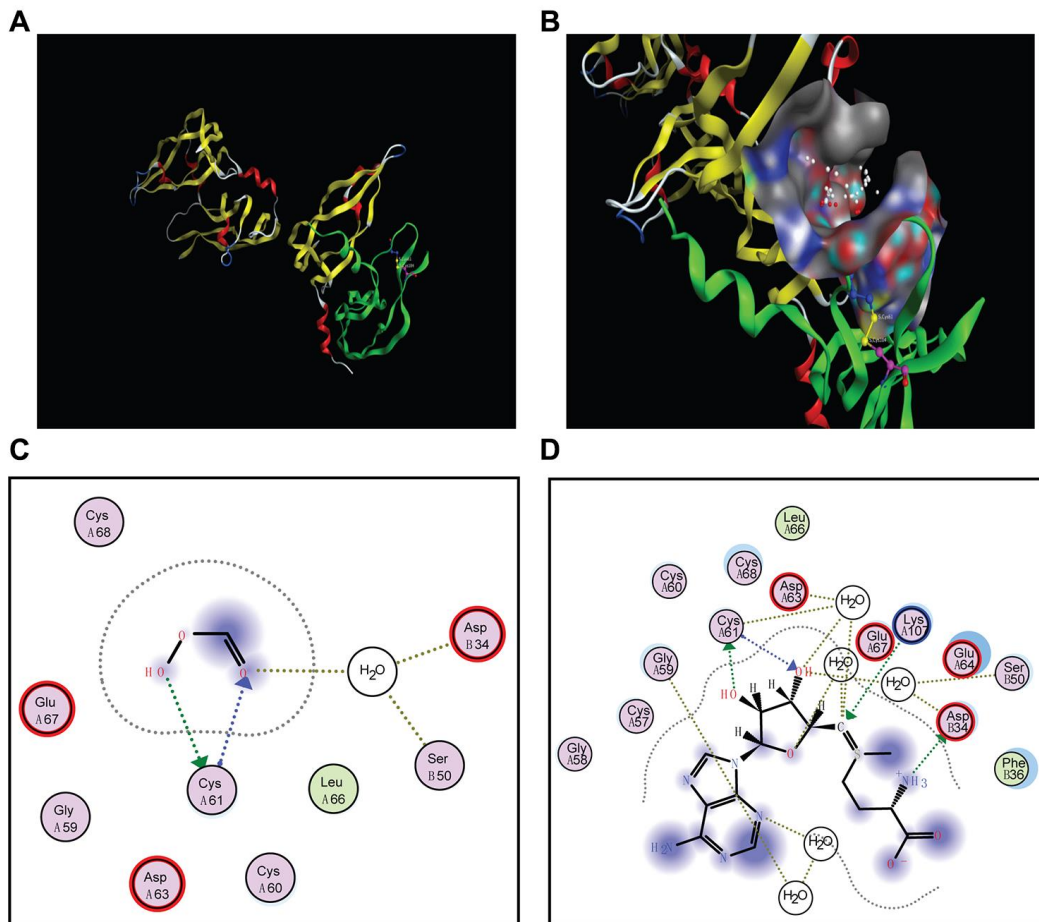 A
B
C
D
Cys
A68
O
HO
O
H₂O
Asp
B34
Glu
A67
Cys
A61
Leu
A66
Ser
B50
Gly
A59
Asp
A63
Cys
A60
Leu
A66
Cys
A68
Cys
A60
Asp
A63
H₂O
Cys
A61
Glu
A67
Lys
A107
H₂O
Glu
A64
Gly
A59
H₂O
Ser
B50
OH
H
HO
H
Cys
A57
Asp
B34
C
H
O
S
Gly
A58
Phe
B36
N
N
+
NH₃
N
N
H₂N
N
H₂O
O
O⁻
H₂O